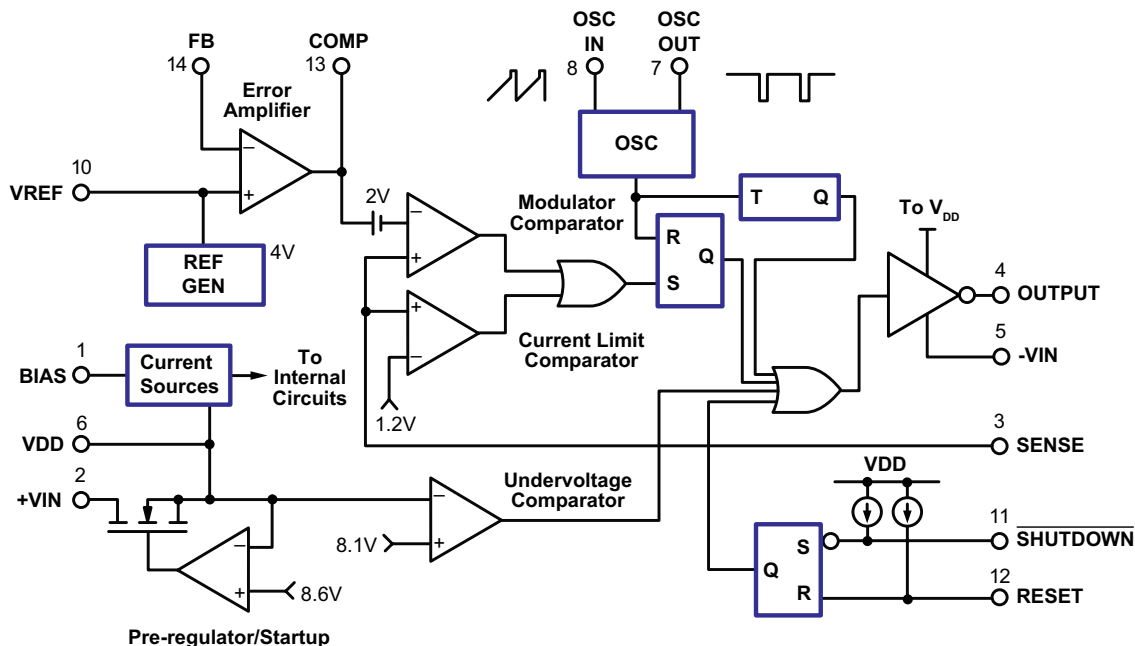 FB
14
COMP
13
OSC
IN
8
OSC
OUT
7
Error
Amplifier
−
+
10
VREF
REF
GEN
4V
2V
−
+
Modulator
Comparator
OSC
T Q
R
S
Q
To VDD
4
OUTPUT
5
-VIN
+
−
1.2V
Current Limit
Comparator
1
BIAS
Current
Sources
To
Internal
Circuits
6
VDD
2
+VIN
3
SENSE
Undervoltage
Comparator
−
+
8.1V
−
+
8.6V
Pre-regulator/Startup
VDD
S
Q
R
11
SHUTDOWN
12
RESET